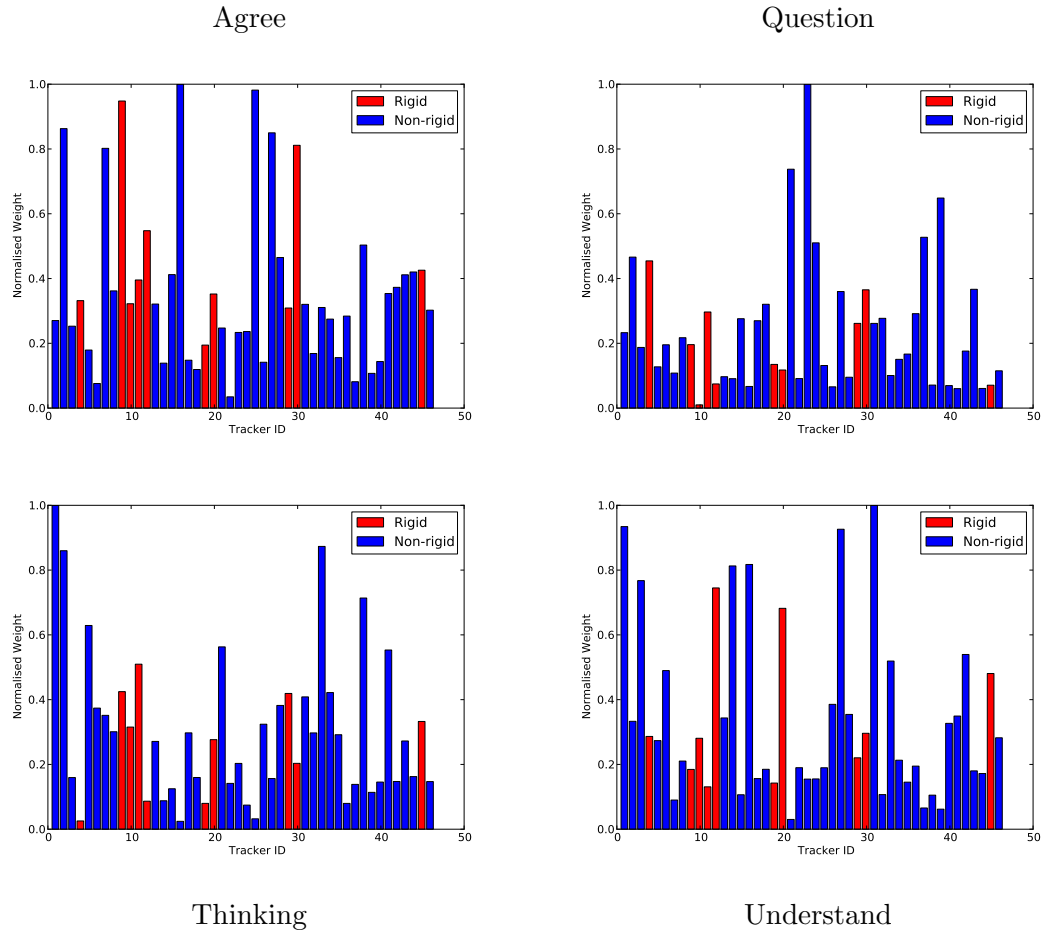 Agree
Question
1.0
0.8
0.6
0.4
0.2
0.0
Normalised Weight
0 10 20 30 40 50
Tracker ID
Rigid
Non-rigid
1.0
0.8
0.6
0.4
0.2
0.0
Normalised Weight
0 10 20 30 40 50
Tracker ID
Rigid
Non-rigid
1.0
0.8
0.6
0.4
0.2
0.0
Normalised Weight
0 10 20 30 40 50
Tracker ID
Rigid
Non-rigid
1.0
0.8
0.6
0.4
0.2
0.0
Normalised Weight
0 10 20 30 40 50
Tracker ID
Rigid
Non-rigid
Thinking
Understand